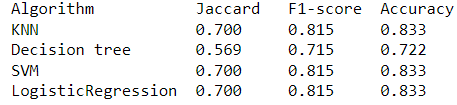 Algorithm Jaccard F1-score Accuracy
KNN 0.700 0.815 0.833
Decision tree 0.569 0.715 0.722
SVM 0.700 0.815 0.833
LogisticRegression 0.700 0.815 0.833